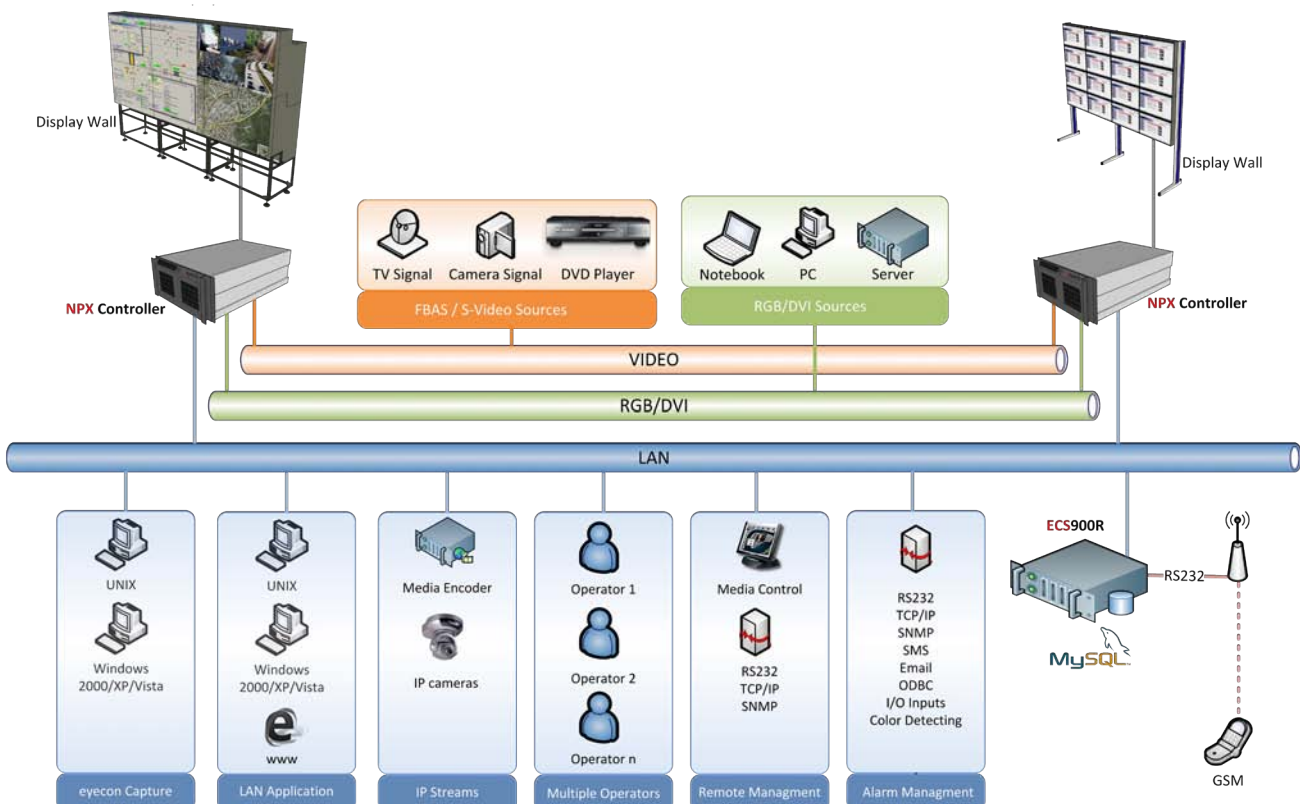 Display Wall
Display Wall
TV Signal
Camera Signal
DVD Player
FBAS / S-Video Sources
Notebook
PC
Server
RGB/DVI Sources
NPX Controller
NPX Controller
VIDEO
RGB/DVI
LAN
UNIX
Windows
2000/XP/Vista
eyecon Capture
UNIX
Windows
2000/XP/Vista
www
LAN Application
Media Encoder
IP cameras
IP Streams
Operator 1
Operator 2
Operator n
Multiple Operators
Media Control
RS232
TCP/IP
SNMP
Remote Managment
RS232
TCP/IP
SNMP
SMS
Email
ODBC
I/O Inputs
Color Detecting
Alarm Managment
ECS900R
RS232
MySQL
GSM